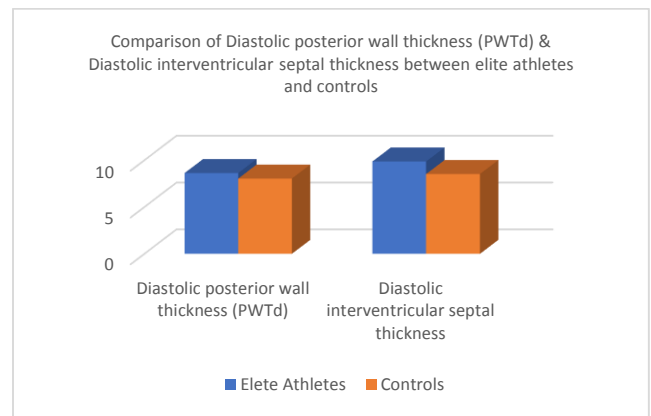 Comparison of Diastolic posterior wall thickness (PWTd) &
Diastolic interventricular septal thickness between elite athletes
and controls
10
5
0
Diastolic posterior wall
thickness (PWTd)
Diastolic
interventricular septal
thickness
Elete Athletes
Controls